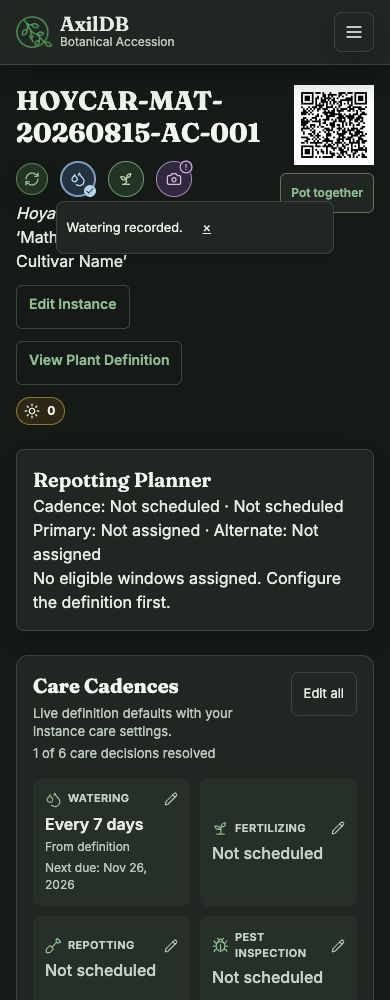 AxilDB
Botanical Accession
HOYCAR-MAT-
20260815-AC-001
Pot together
Hoya
Watering recorded. ×
‘Math
Cultivar Name’
Edit Instance
View Plant Definition
0
Repotting Planner
Cadence: Not scheduled · Not scheduled
Primary: Not assigned · Alternate: Not
assigned
No eligible windows assigned. Configure
the definition first.
Care Cadences
Edit all
Live definition defaults with your
instance care settings.
1 of 6 care decisions resolved
WATERING
Every 7 days
From definition
Next due: Nov 26,
2026
FERTILIZING
Not scheduled
REPOTTING
Not scheduled
PEST
INSPECTION
Not scheduled